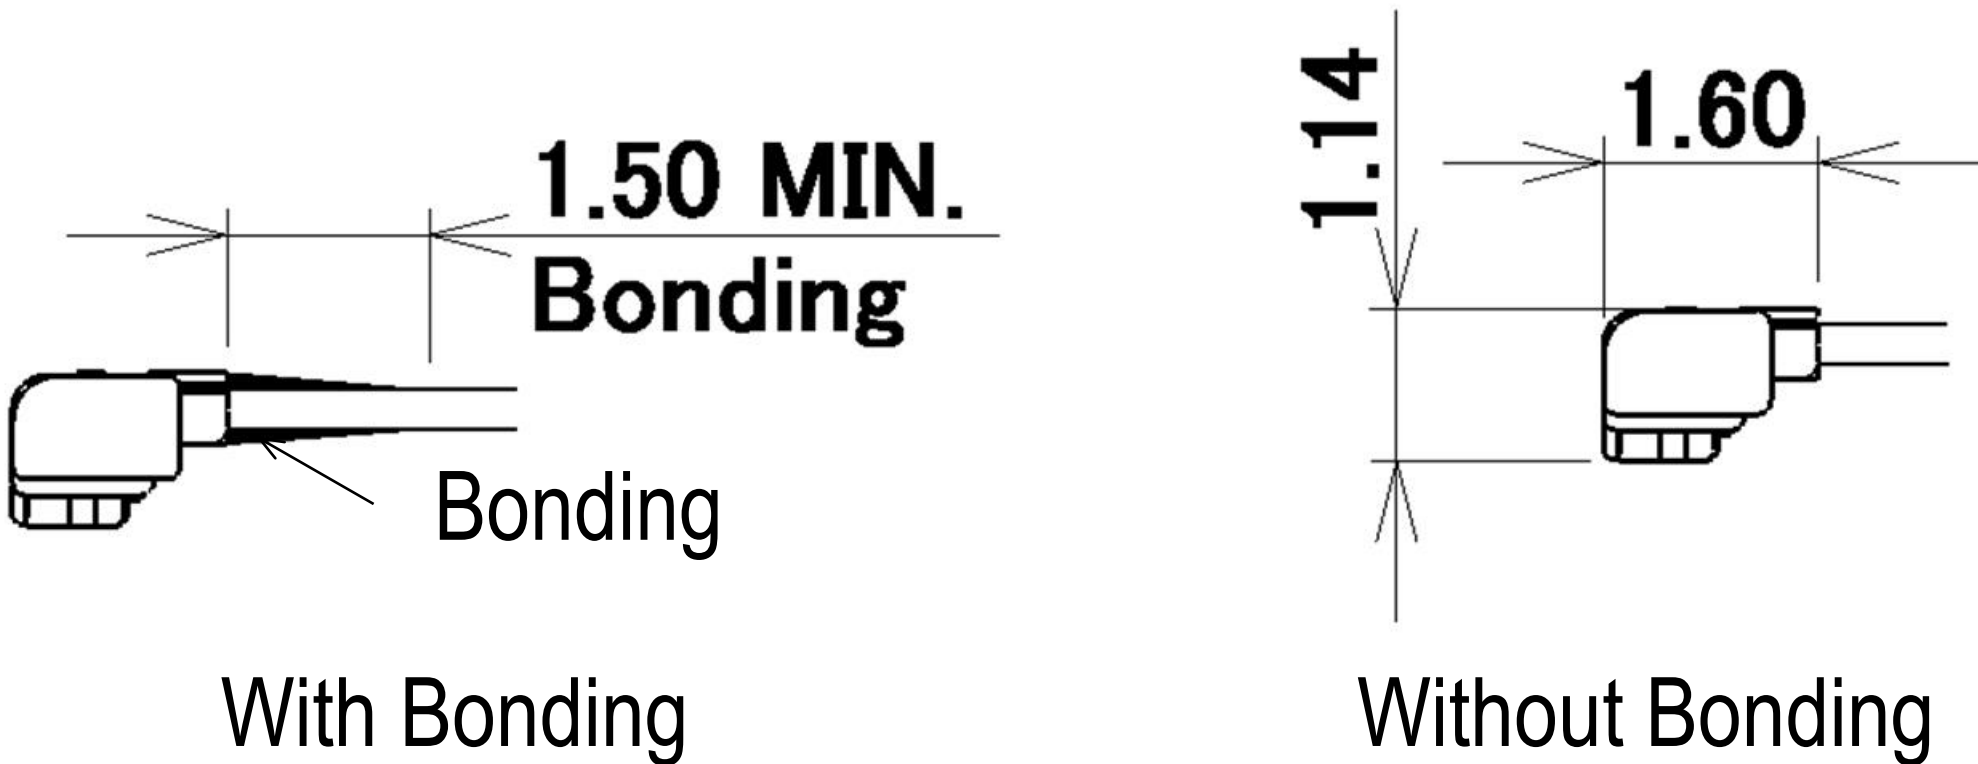 1.50 MIN.
Bonding
Bonding
With Bonding
1.14
1.60
Without Bonding